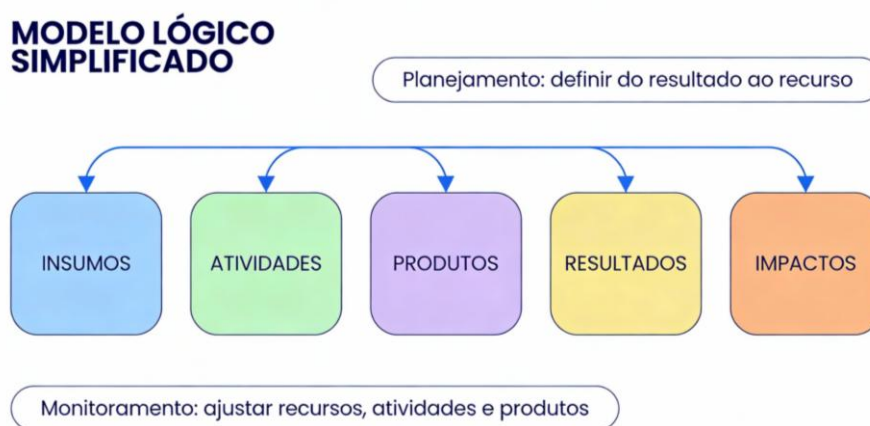 MODELO LÓGICO
SIMPLIFICADO
Planejamento: definir do resultado ao recurso
INSUMOS
ATIVIDADES
PRODUTOS
RESULTADOS
IMPACTOS
Monitoramento: ajustar recursos, atividades e produtos